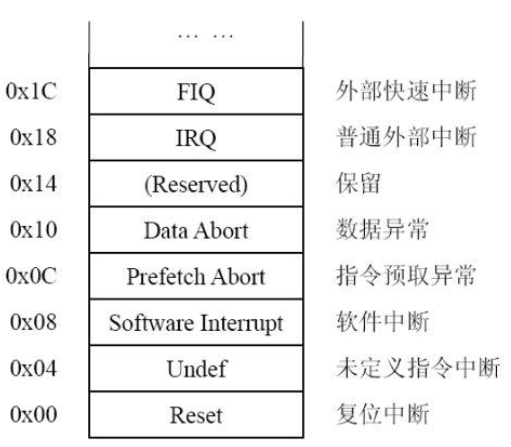 ... ...
0x1C FIQ 外部快速中断
0x18 IRQ 普通外部中断
0x14 (Reserved) 保留
0x10 Data Abort 数据异常
0x0C Prefetch Abort 指令预取异常
0x08 Software Interrupt 软件中断
0x04 Undef 未定义指令中断
0x00 Reset 复位中断